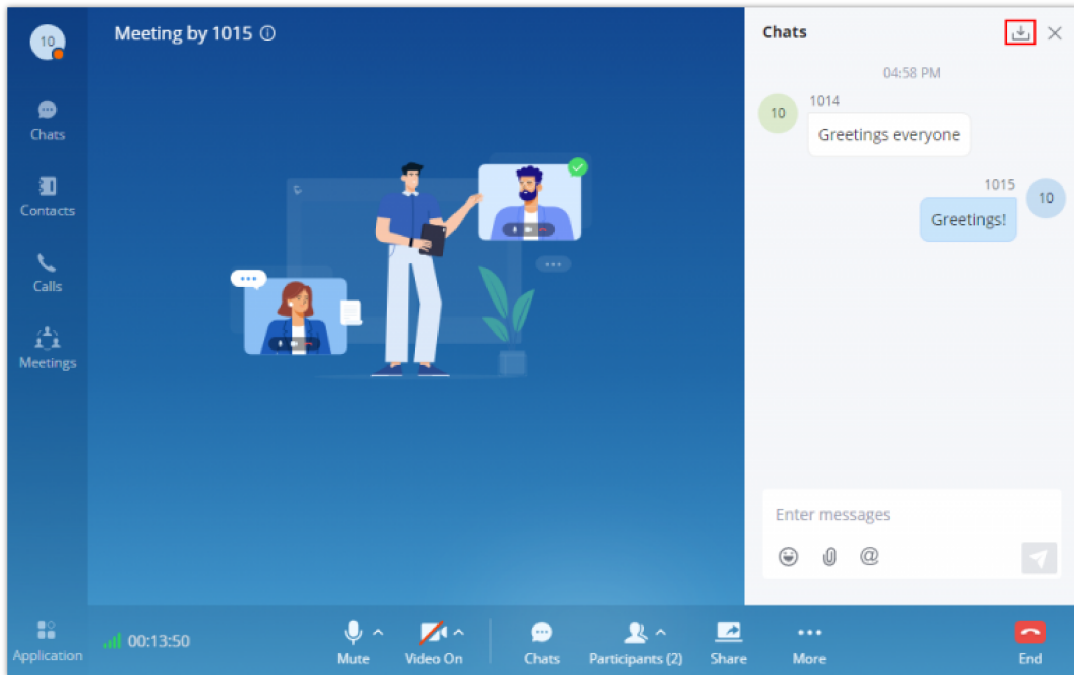 10
Chats
Contacts
Calls
Meetings
Application
Meeting by 1015
00:13:50
Mute
Video On
Chats
Participants (2)
Share
More
End
Chats
04:58 PM
1014
10
Greetings everyone
1015
10
Greetings!
Enter messages
@